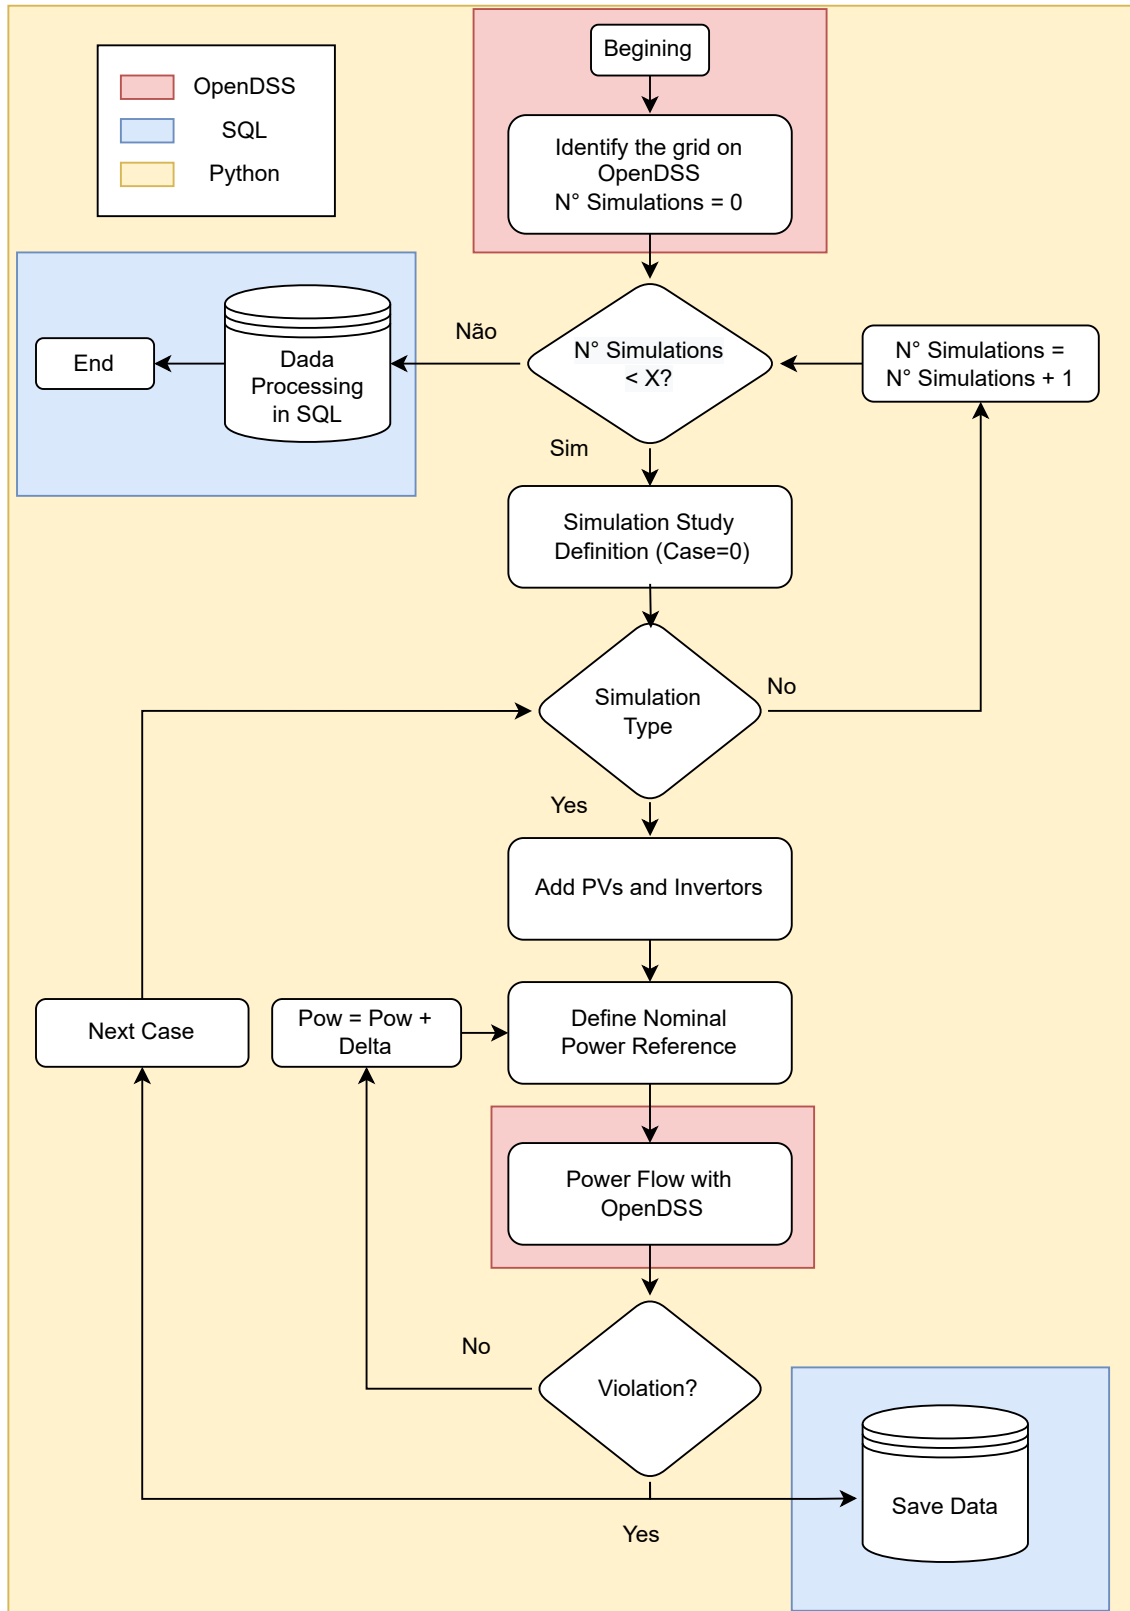 OpenDSS
SQL
Python
Begining
Identify the grid on
OpenDSS
N° Simulations = 0
N° Simulations
< X?
Não
Dada
Processing
in SQL
End
N° Simulations =
N° Simulations + 1
Sim
Simulation Study
Definition (Case=0)
Simulation
Type
No
Yes
Add PVs and Invertors
Next Case
Pow = Pow +
Delta
Define Nominal
Power Reference
Power Flow with
OpenDSS
No
Violation?
Yes
Save Data